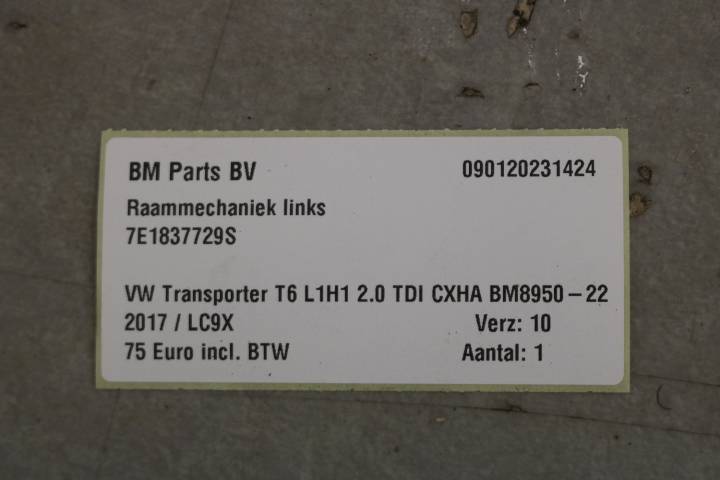 BM Parts BV 090120231424
Raammechaniek links
7E1837729S
VW Transporter T6 L1H1 2.0 TDI CXHA BM8950-22
2017 / LC9X Verz: 10
75 Euro incl. BTW Aantal: 1